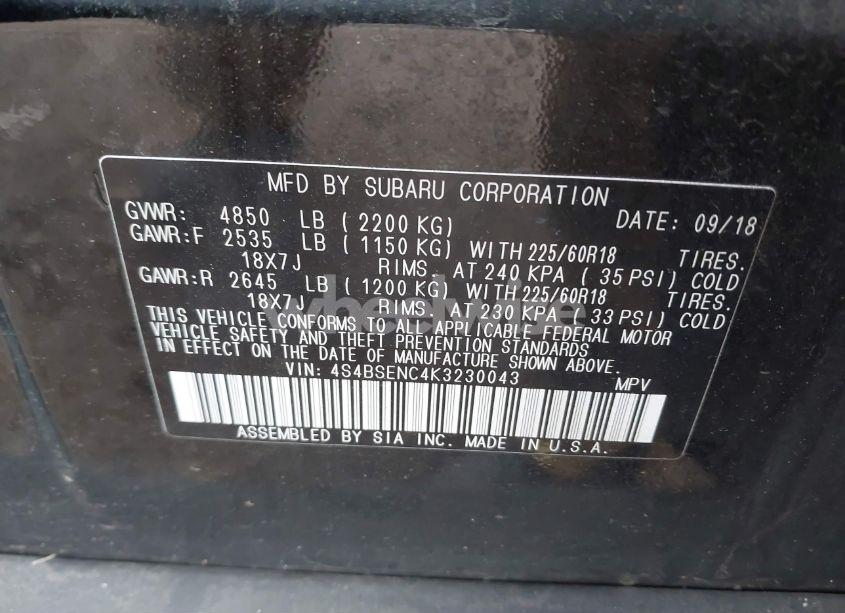 MFD BY SUBARU CORPORATION
GVWR: 4850 LB ( 2200 KG) DATE: 09/18
GAWR:F 2535 LB ( 1150 KG) WITH 225/60R18 TIRES.
18X7J RIMS. AT 240 KPA ( 35 PSI) COLD
GAWR:R 2645 LB ( 1200 KG) WITH 225/60R18 TIRES.
18X7J RIMS. AT 230 KPA ( 33 PSI) COLD
THIS VEHICLE CONFORMS TO ALL APPLICABLE FEDERAL MOTOR
VEHICLE SAFETY AND THEFT PREVENTION STANDARDS
IN EFFECT ON THE DATE OF MANUFACTURE SHOWN ABOVE.
VIN: 4S4BSENC4K3230043 MPV
ASSEMBLED BY SIA INC. MADE IN U.S.A.